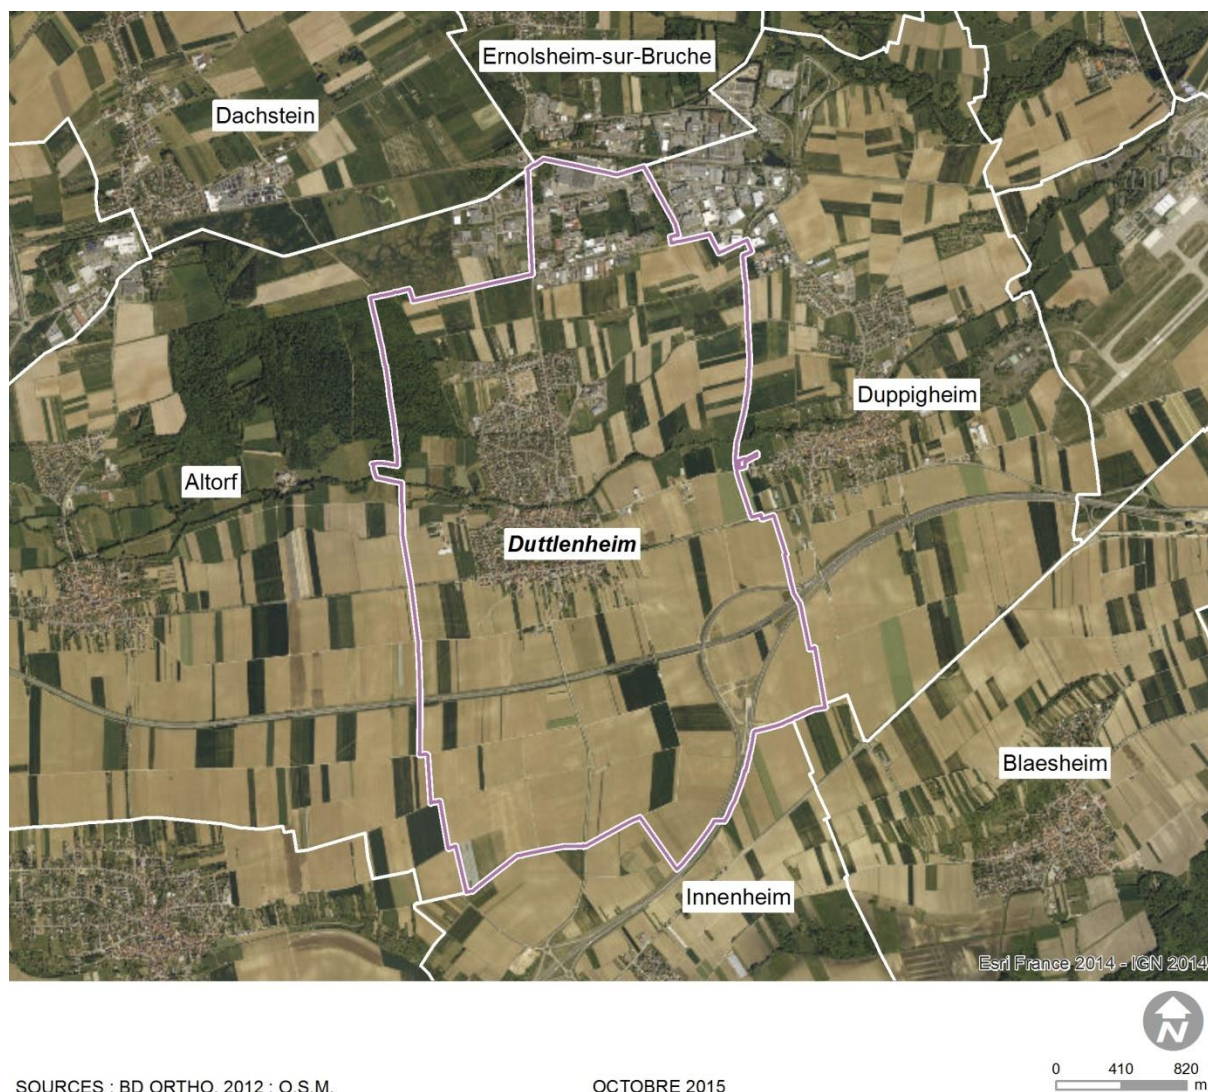 Ernolsheim-sur-Bruche
Dachstein
Duppigheim
Altorf
Duttlenheim
Blaesheim
Innenheim
Esri France 2014 - IGN 2014
N
0 410 820
m
SOURCES : BD ORTHO, 2012 ; O.S.M.
OCTOBRE 2015